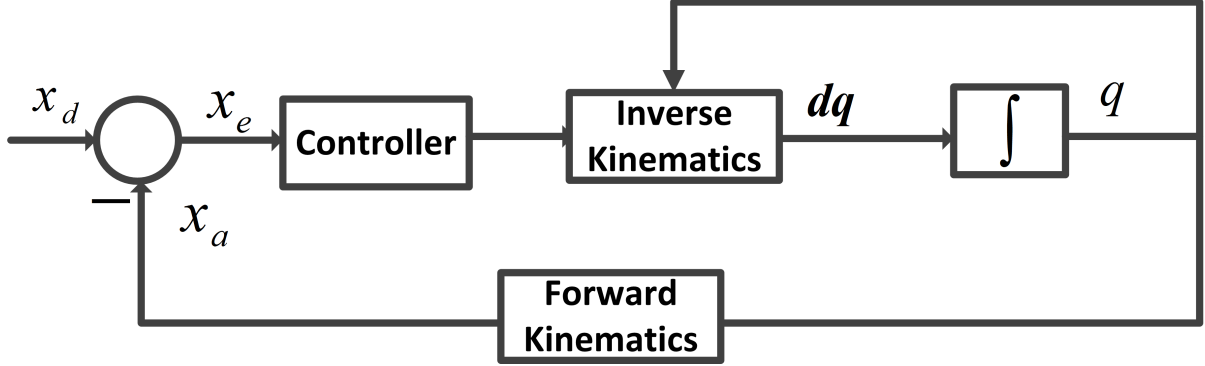 x_d
x_e
Controller
Inverse
Kinematics
dq
∫
q
−
x_a
Forward
Kinematics